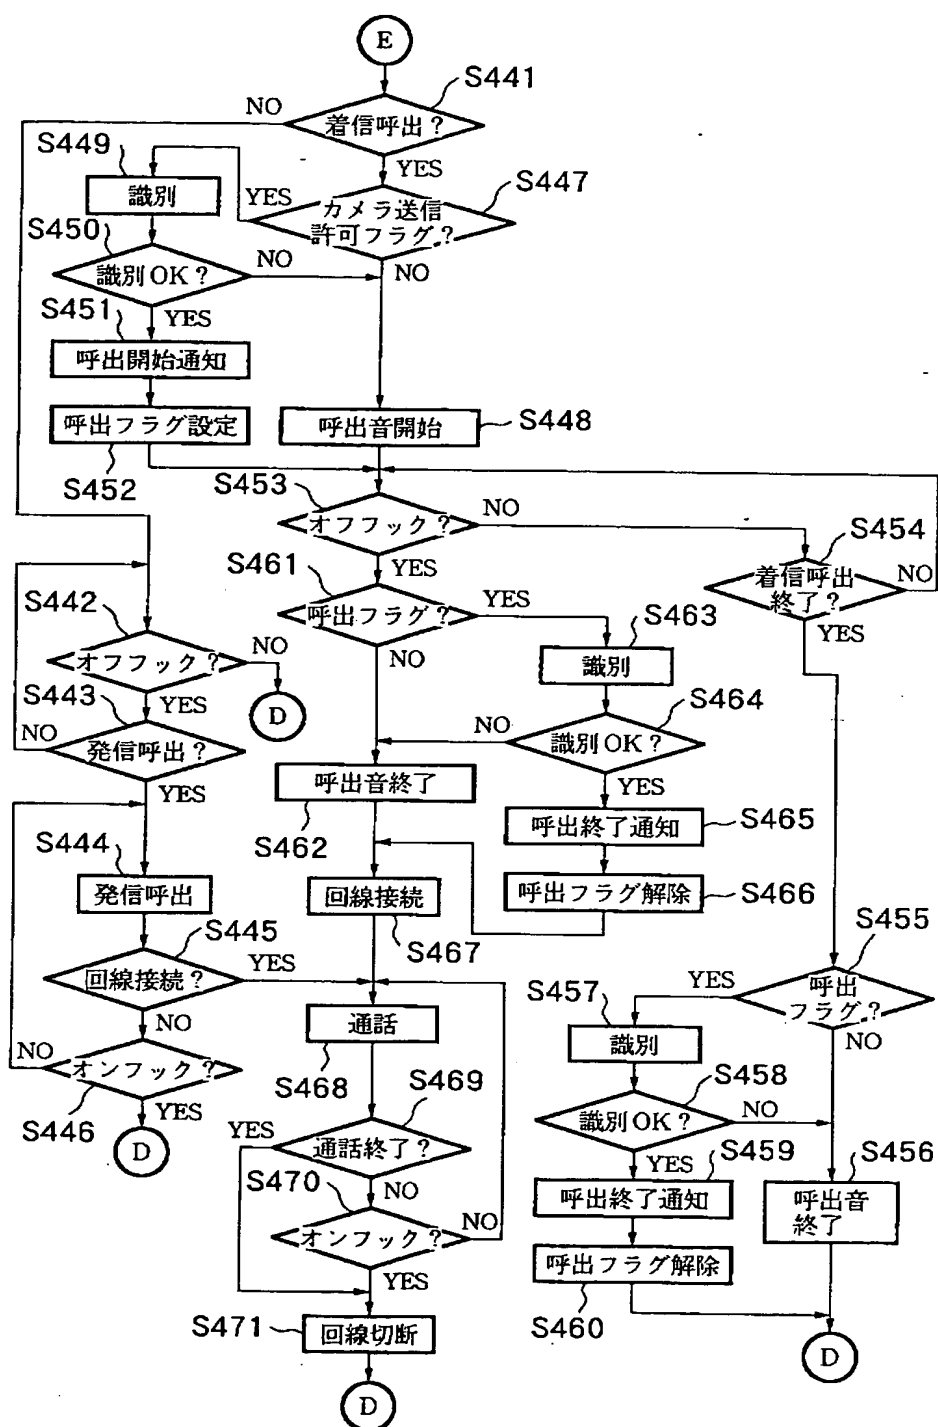 E
S441
NO
着信呼出?
S449
YES
S447
識別
YES
カメラ送信
許可フラグ?
S450
NO
NO
識別OK?
S451
YES
呼出開始通知
呼出フラグ設定
呼出音開始
S448
S452
S453
NO
オフフック?
S454
S461
YES
着信呼出
終了?
NO
S442
呼出フラグ?
YES
S463
YES
オフフック?
NO
NO
識別
S443
YES
D
S464
NO
発信呼出?
NO
識別OK?
YES
呼出音終了
YES
S444
S462
呼出終了通知
S465
発信呼出
回線接続
呼出フラグ解除
S466
S445
S467
S455
回線接続?
YES
S457
YES
呼出
フラグ?
NO
通話
識別
NO
NO
オンフック?
S468
S469
S458
S446
YES
YES
識別OK?
NO
D
通話終了?
YES
S459
S456
S470
NO
呼出終了通知
呼出音
終了
オンフック?
NO
YES
呼出フラグ解除
S471
回線切断
S460
D
D